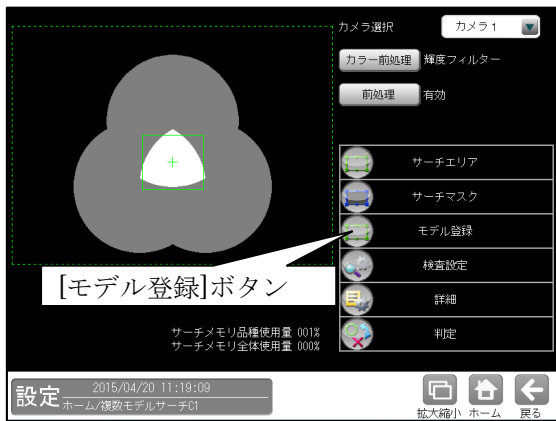 カメラ選択 カメラ1
カラー前処理 輝度フィルター
前処理 有効
サーチエリア
サーチマスク
モデル登録
[モデル登録]ボタン
検査設定
詳細
判定
サーチメモリ品種使用量 001%
サーチメモリ全体使用量 000%
設定 2015/04/20 11:19:09
ホーム/複数モデルサーチC1
拡大縮小 ホーム 戻る